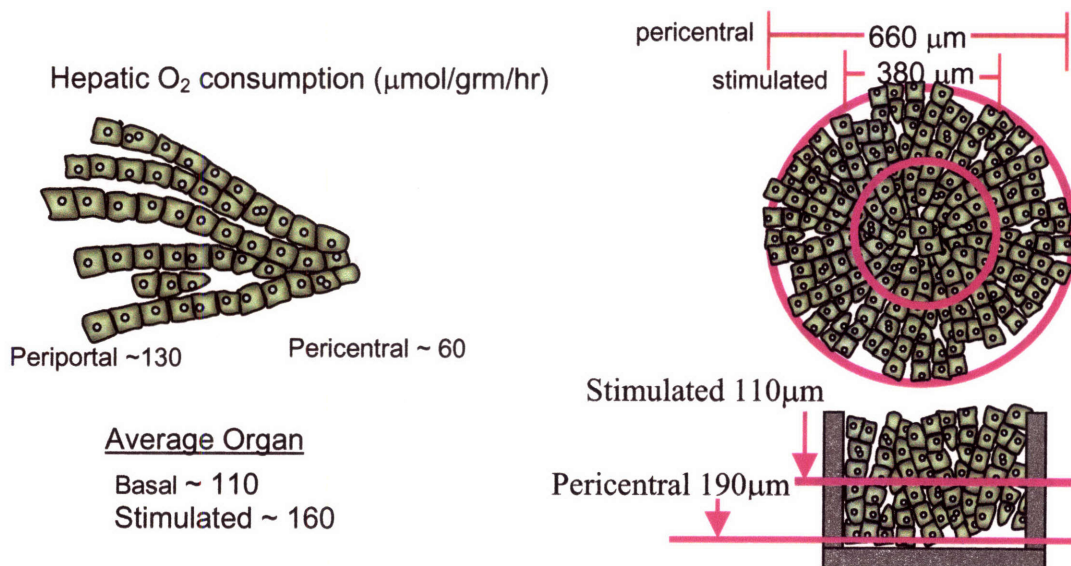 Hepatic O₂ consumption (μmol/grm/hr)
Periportal ~130
Pericentral ~ 60
Average Organ
Basal ~ 110
Stimulated ~ 160
pericentral
660 μm
stimulated
380 μm
Stimulated 110μm
Pericentral 190μm